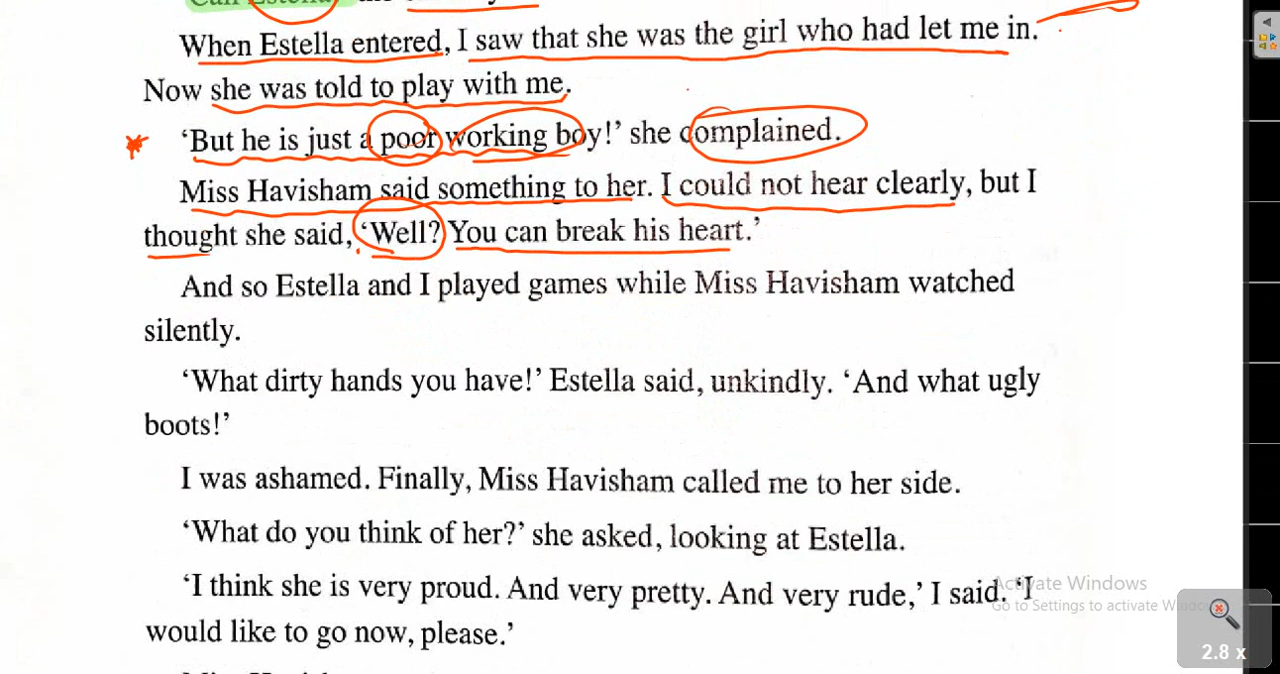 When Estella entered, I saw that she was the girl who had let me in.
Now she was told to play with me.
‘But he is just a poor working boy!’ she complained.
Miss Havisham said something to her. I could not hear clearly, but I
thought she said, ‘Well? You can break his heart.’
And so Estella and I played games while Miss Havisham watched
silently.
‘What dirty hands you have!’ Estella said, unkindly. ‘And what ugly
boots!’
I was ashamed. Finally, Miss Havisham called me to her side.
‘What do you think of her?’ she asked, looking at Estella.
‘I think she is very proud. And very pretty. And very rude,’ I said. ‘I
would like to go now, please.’
Activate Windows
Go to Settings to activate
2.8 x